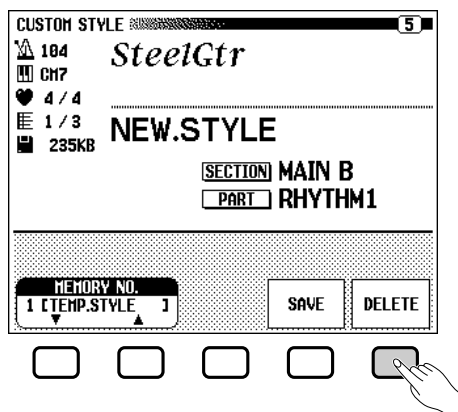 CUSTOM STYLE 5
104
SteelGtr
CM7
4/4
1/3
NEW.STYLE
235KB
SECTION MAIN B
PART RHYTHM1
MEMORY NO.
1 [TEMP.STYLE ]
SAVE DELETE